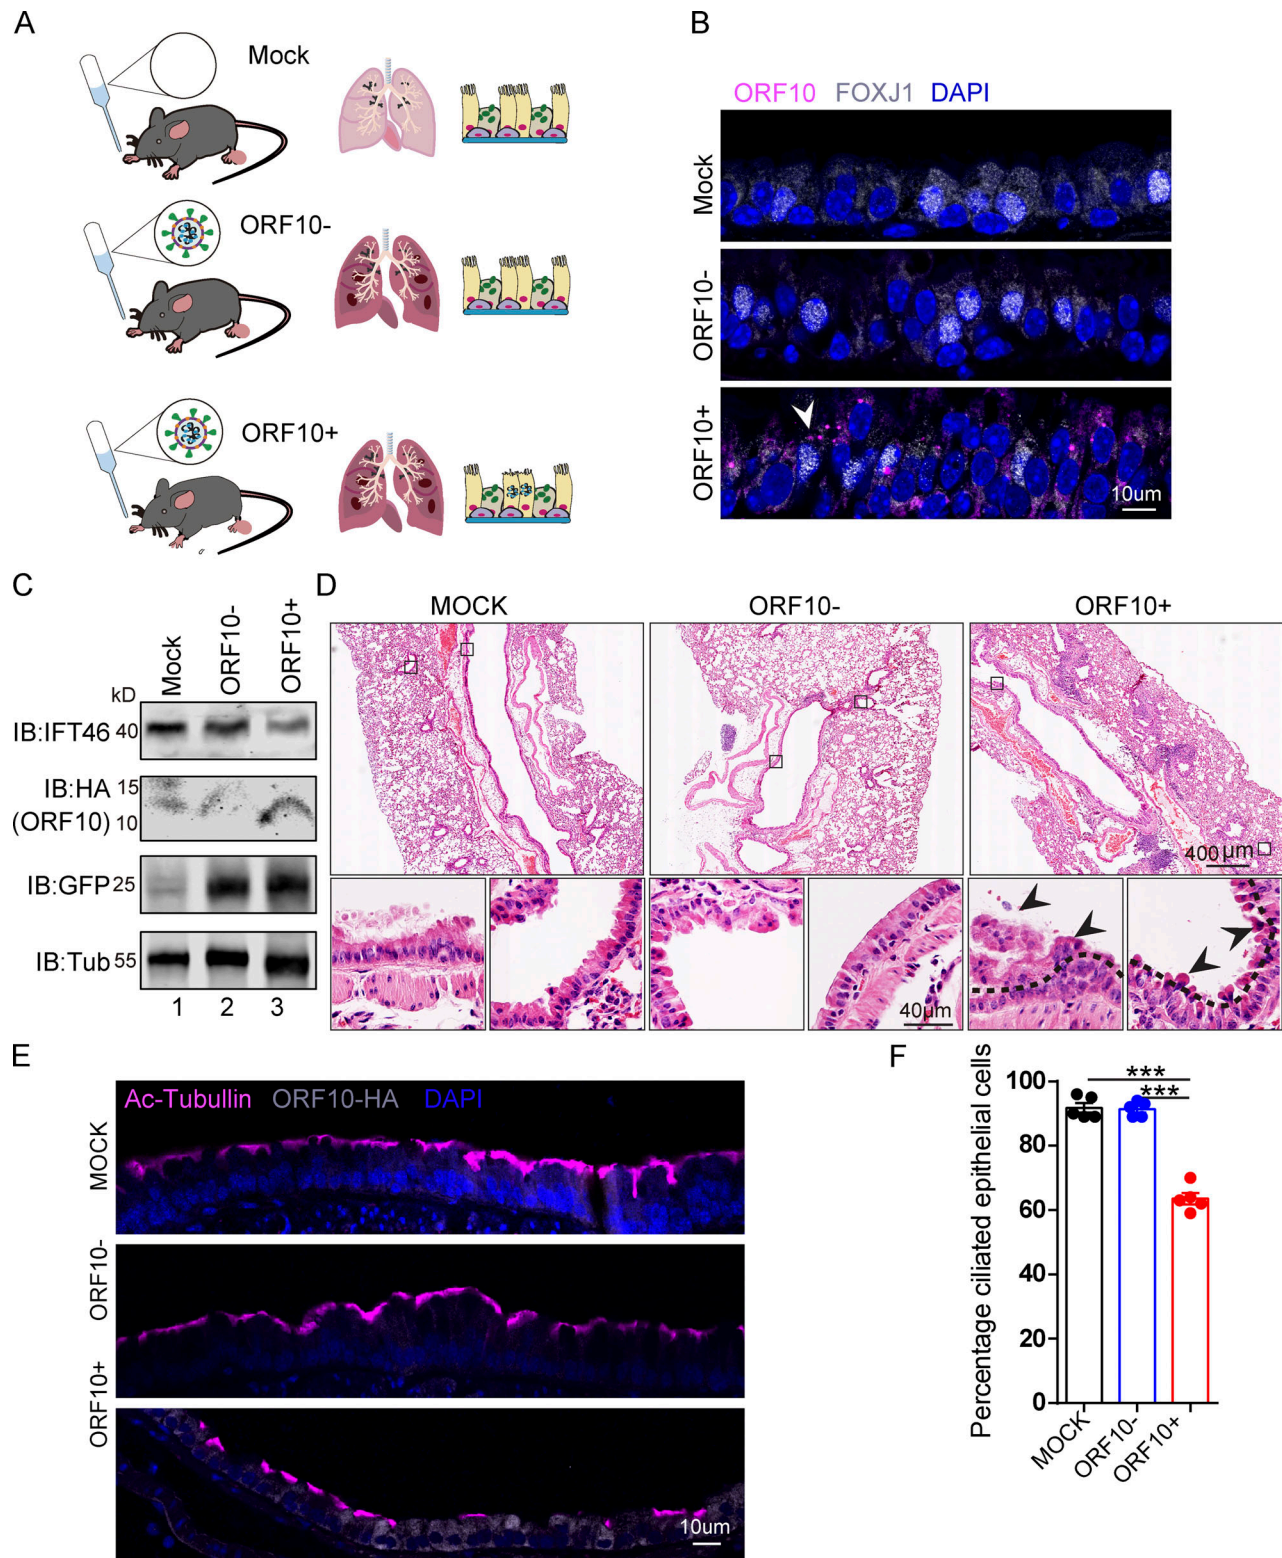 A
Mock
ORF10-
ORF10+
B
ORF10 FOXJ1 DAPI
Mock
ORF10-
ORF10+
10um
C
Mock
ORF10-
ORF10+
kD
IB:IFT46 40
IB:HA 15
(ORF10) 10
IB:GFP 25
IB:Tub 55
1 2 3
D
MOCK
ORF10-
ORF10+
400 µm
40µm
E
Ac-Tubullin ORF10-HA DAPI
MOCK
ORF10-
ORF10+
10um
F
Percentage ciliated epithelial cells
100
80
60
40
20
0
***
***
MOCK
ORF10-
ORF10+